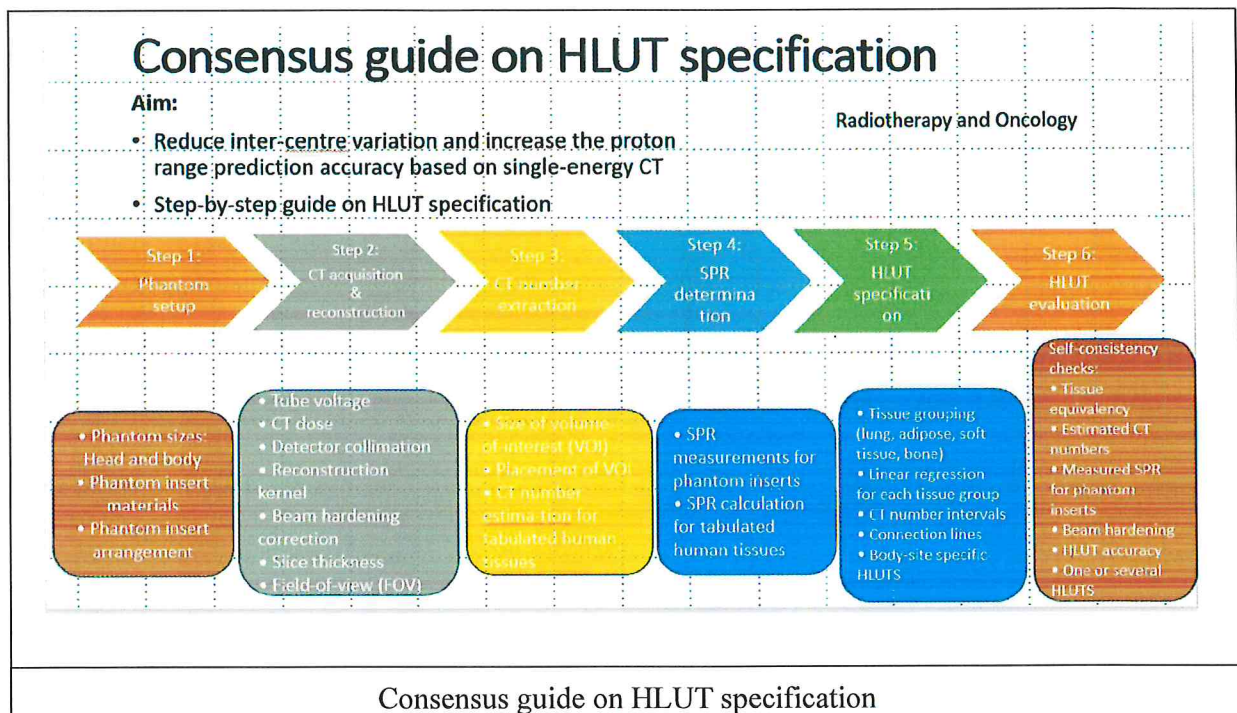 Consensus guide on HLUT specification
Aim:
• Reduce inter-centre variation and increase the proton
range prediction accuracy based on single-energy CT
• Step-by-step guide on HLUT specification
Radiotherapy and Oncology
Step 1:
Phantom
setup
Step 2:
CT acquisition
&
reconstruction
Step 3:
CT number
extraction
Step 4:
SPR
determina
tion
Step 5:
HLUT
specificati
on
Step 6:
HLUT
evaluation
• Phantom sizes:
Head and body
• Phantom insert
materials
• Phantom insert
arrangement
• Tube voltage
• CT dose
• Detector collimation
• Reconstruction
kernel
• Beam hardening
correction
• Slice thickness
• Field-of-view (FOV)
• Size of volume
of-interest (VOI)
• Placement of VOI
• CT number
estimation for
tabulated human
tissues
• SPR
measurements for
phantom inserts
• SPR calculation
for tabulated
human tissues
• Tissue grouping
(lung, adipose, soft
tissue, bone)
• Linear regression
for each tissue group
• CT number intervals
• Connection lines
• Body-site specific
HLUTS
Self-consistency
checks:
• Tissue
equivalency
• Estimated CT
numbers
• Measured SPR
for phantom
inserts
• Beam hardening
• HLUT accuracy
• One or several
HLUTS
Consensus guide on HLUT specification